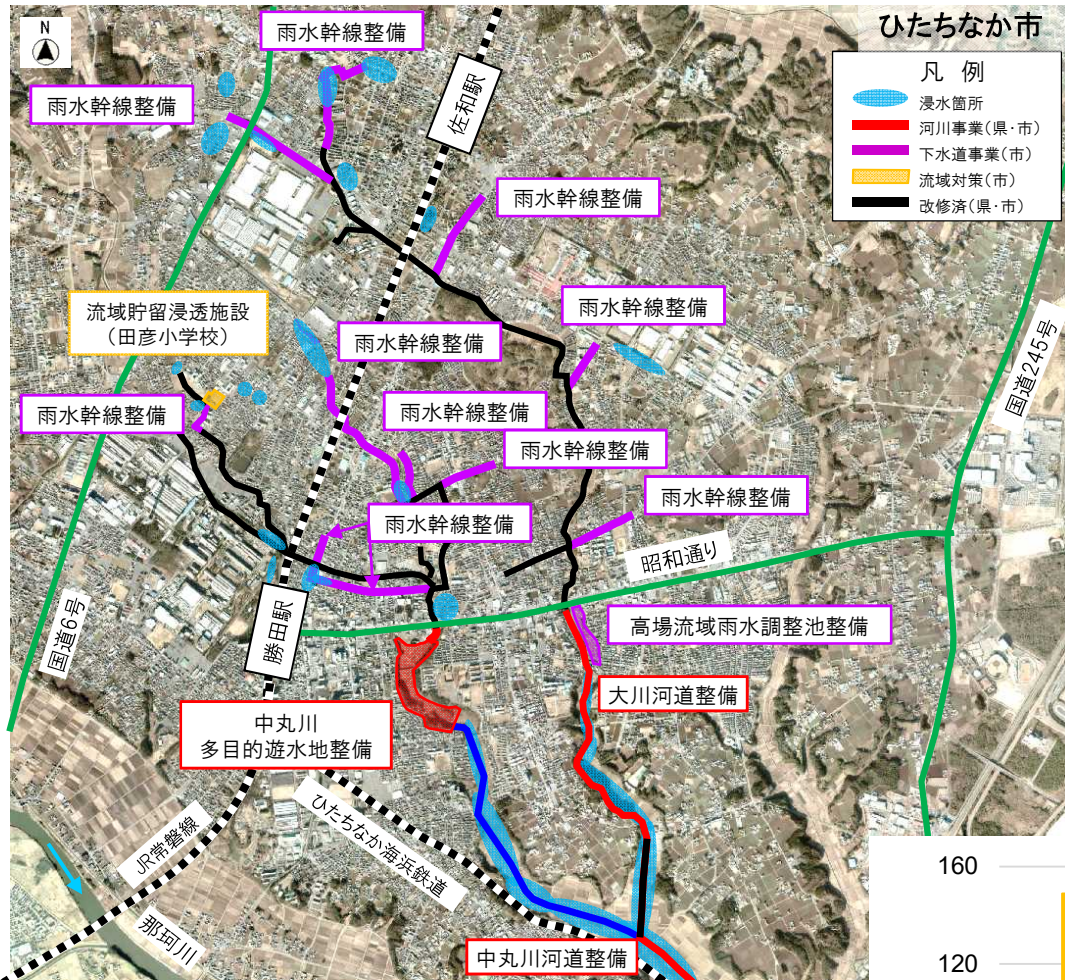 ひたちなか市
N
凡 例
浸水箇所
河川事業(県・市)
下水道事業(市)
流域対策(市)
改修済(県・市)
雨水幹線整備
雨水幹線整備
佐和駅
雨水幹線整備
流域貯留浸透施設
(田彦小学校)
雨水幹線整備
雨水幹線整備
国道245号
雨水幹線整備
雨水幹線整備
雨水幹線整備
雨水幹線整備
雨水幹線整備
昭和通り
国道6号
勝田駅
高場流域雨水調整池整備
大川河道整備
中丸川
多目的遊水地整備
ひたちなか海浜鉄道
JR常磐線
那珂川
中丸川河道整備
160
120